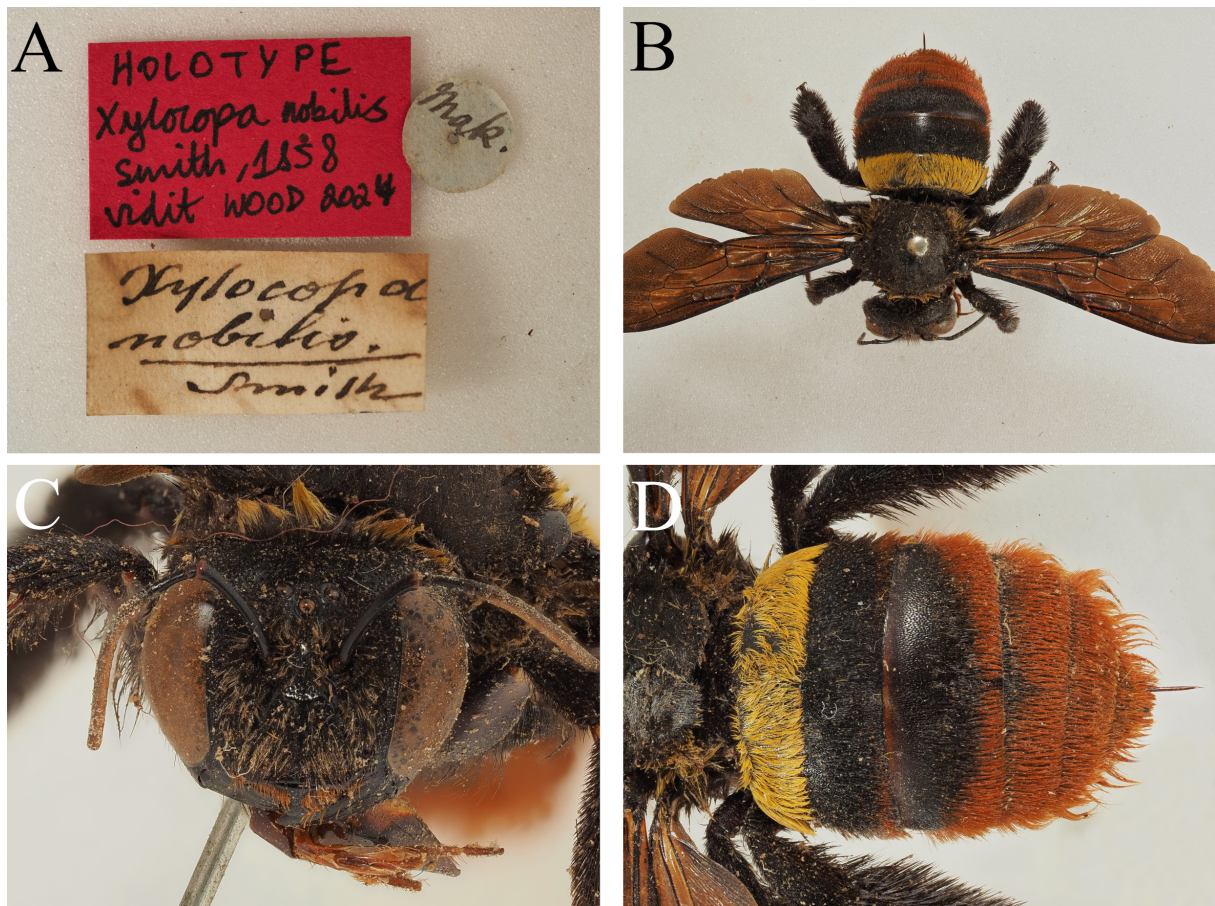 A
HOLOTYPE
Xylocopa nobilis
smith, 1858
vidit WOOD 2024
Mak.
Xylocopa
nobilis.
Smith
B
C
D